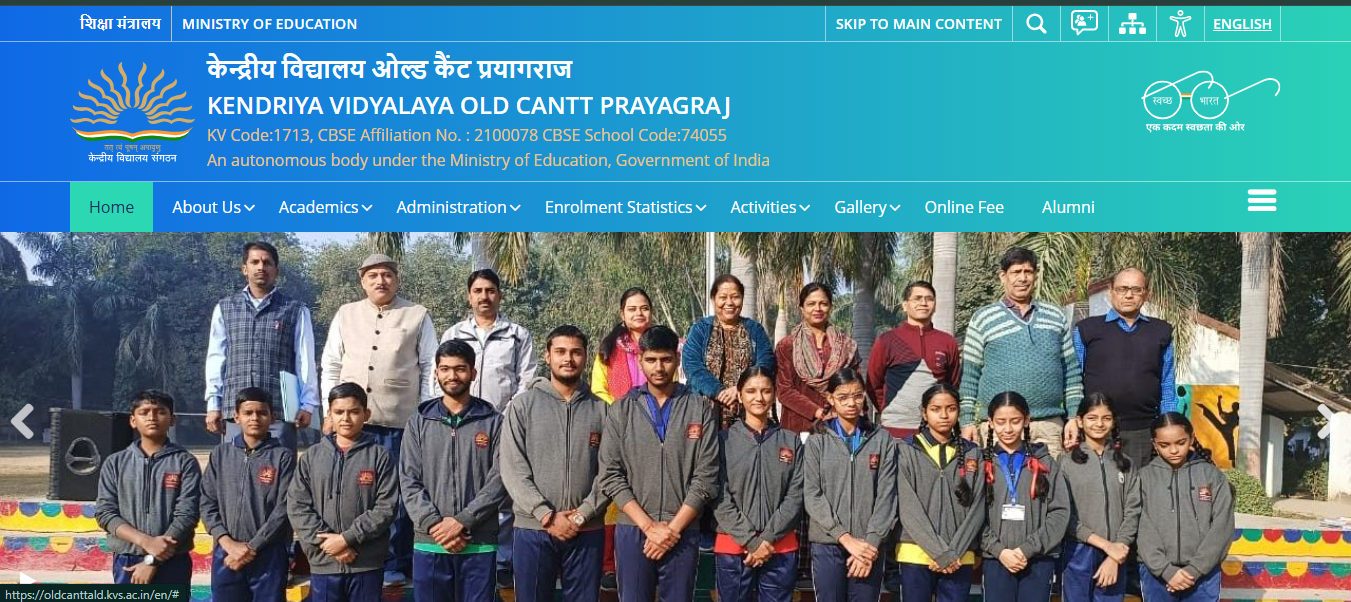 शिक्षा मंत्रालय MINISTRY OF EDUCATION SKIP TO MAIN CONTENT ENGLISH
केन्द्रीय विद्यालय ओल्ड कैंट प्रयागराज
KENDRIYA VIDYALAYA OLD CANTT PRAYAGRAJ
KV Code:1713, CBSE Affiliation No. : 2100078 CBSE School Code:74055
An autonomous body under the Ministry of Education, Government of India
केन्द्रीय विद्यालय संगठन
स्वच्छ भारत
एक कदम स्वच्छता की ओर
Home About Us Academics Administration Enrolment Statistics Activities Gallery Online Fee Alumni
https://oldcanttald.kvs.ac.in/en/#